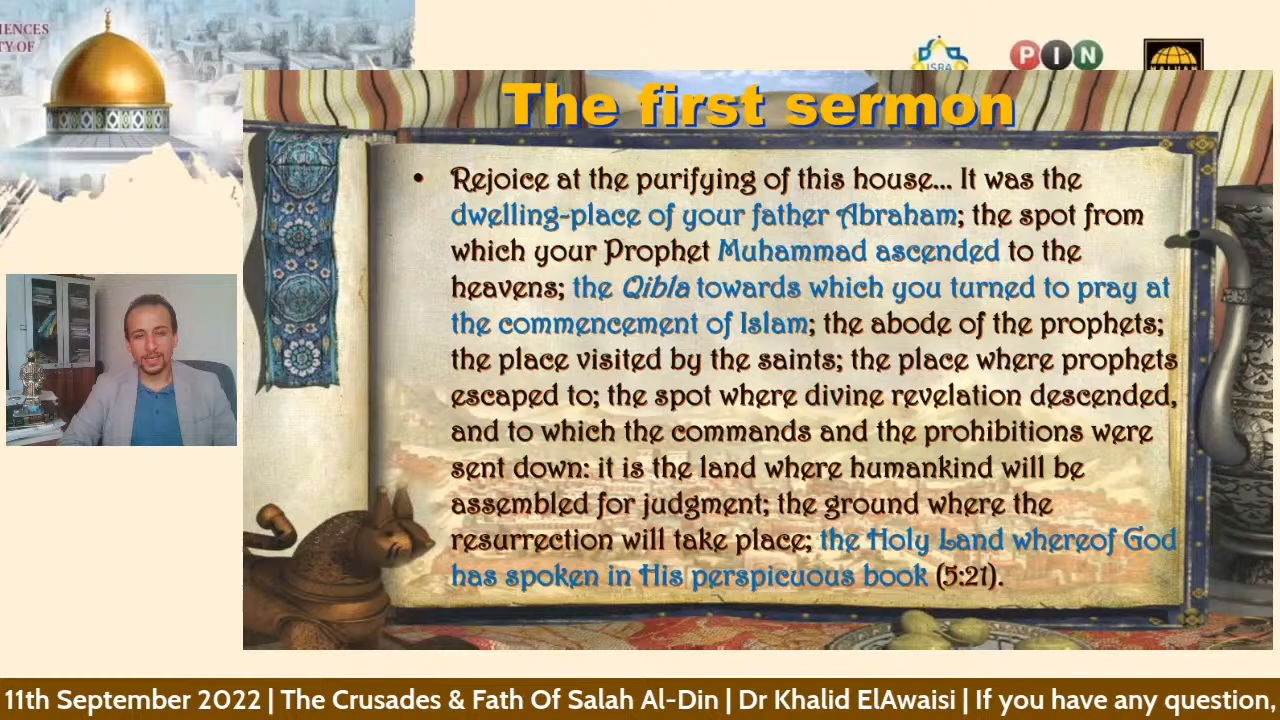 IENCES
TY OF
ISRA
P I N
The first sermon
• Rejoice at the purifying of this house... It was the
dwelling-place of your father Abraham; the spot from
which your Prophet Muhammad ascended to the
heavens; the Qibla towards which you turned to pray at
the commencement of Islam; the abode of the prophets;
the place visited by the saints; the place where prophets
escaped to; the spot where divine revelation descended,
and to which the commands and the prohibitions were
sent down: it is the land where humankind will be
assembled for judgment; the ground where the
resurrection will take place; the Holy Land whereof God
has spoken in His perspicuous book (5:21).
11th September 2022 | The Crusades & Fath Of Salah Al-Din | Dr Khalid ElAwaisi | If you have any question,